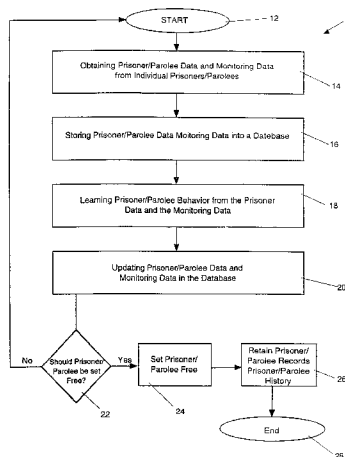 START
12
Obtaining Prisoner/Parolee Data and Monitoring Data
from Individual Prisoners/Parolees
14
Storing Prisoner/Parolee Data Moitoring Data into a Datebase
16
Learning Prisoner/Parolee Behavior from the Prisoner
Data and the Monitoring Data
18
Updating Prisoner/Parolee Data and
Monitoring Data in the Database
20
No
Should Prisoner/
Parolee be set
Free?
Yes
22
Set Prisoner/
Parolee Free
24
Retain Prisoner/
Parolee Records
Prisoner/Parolee
History
26
End